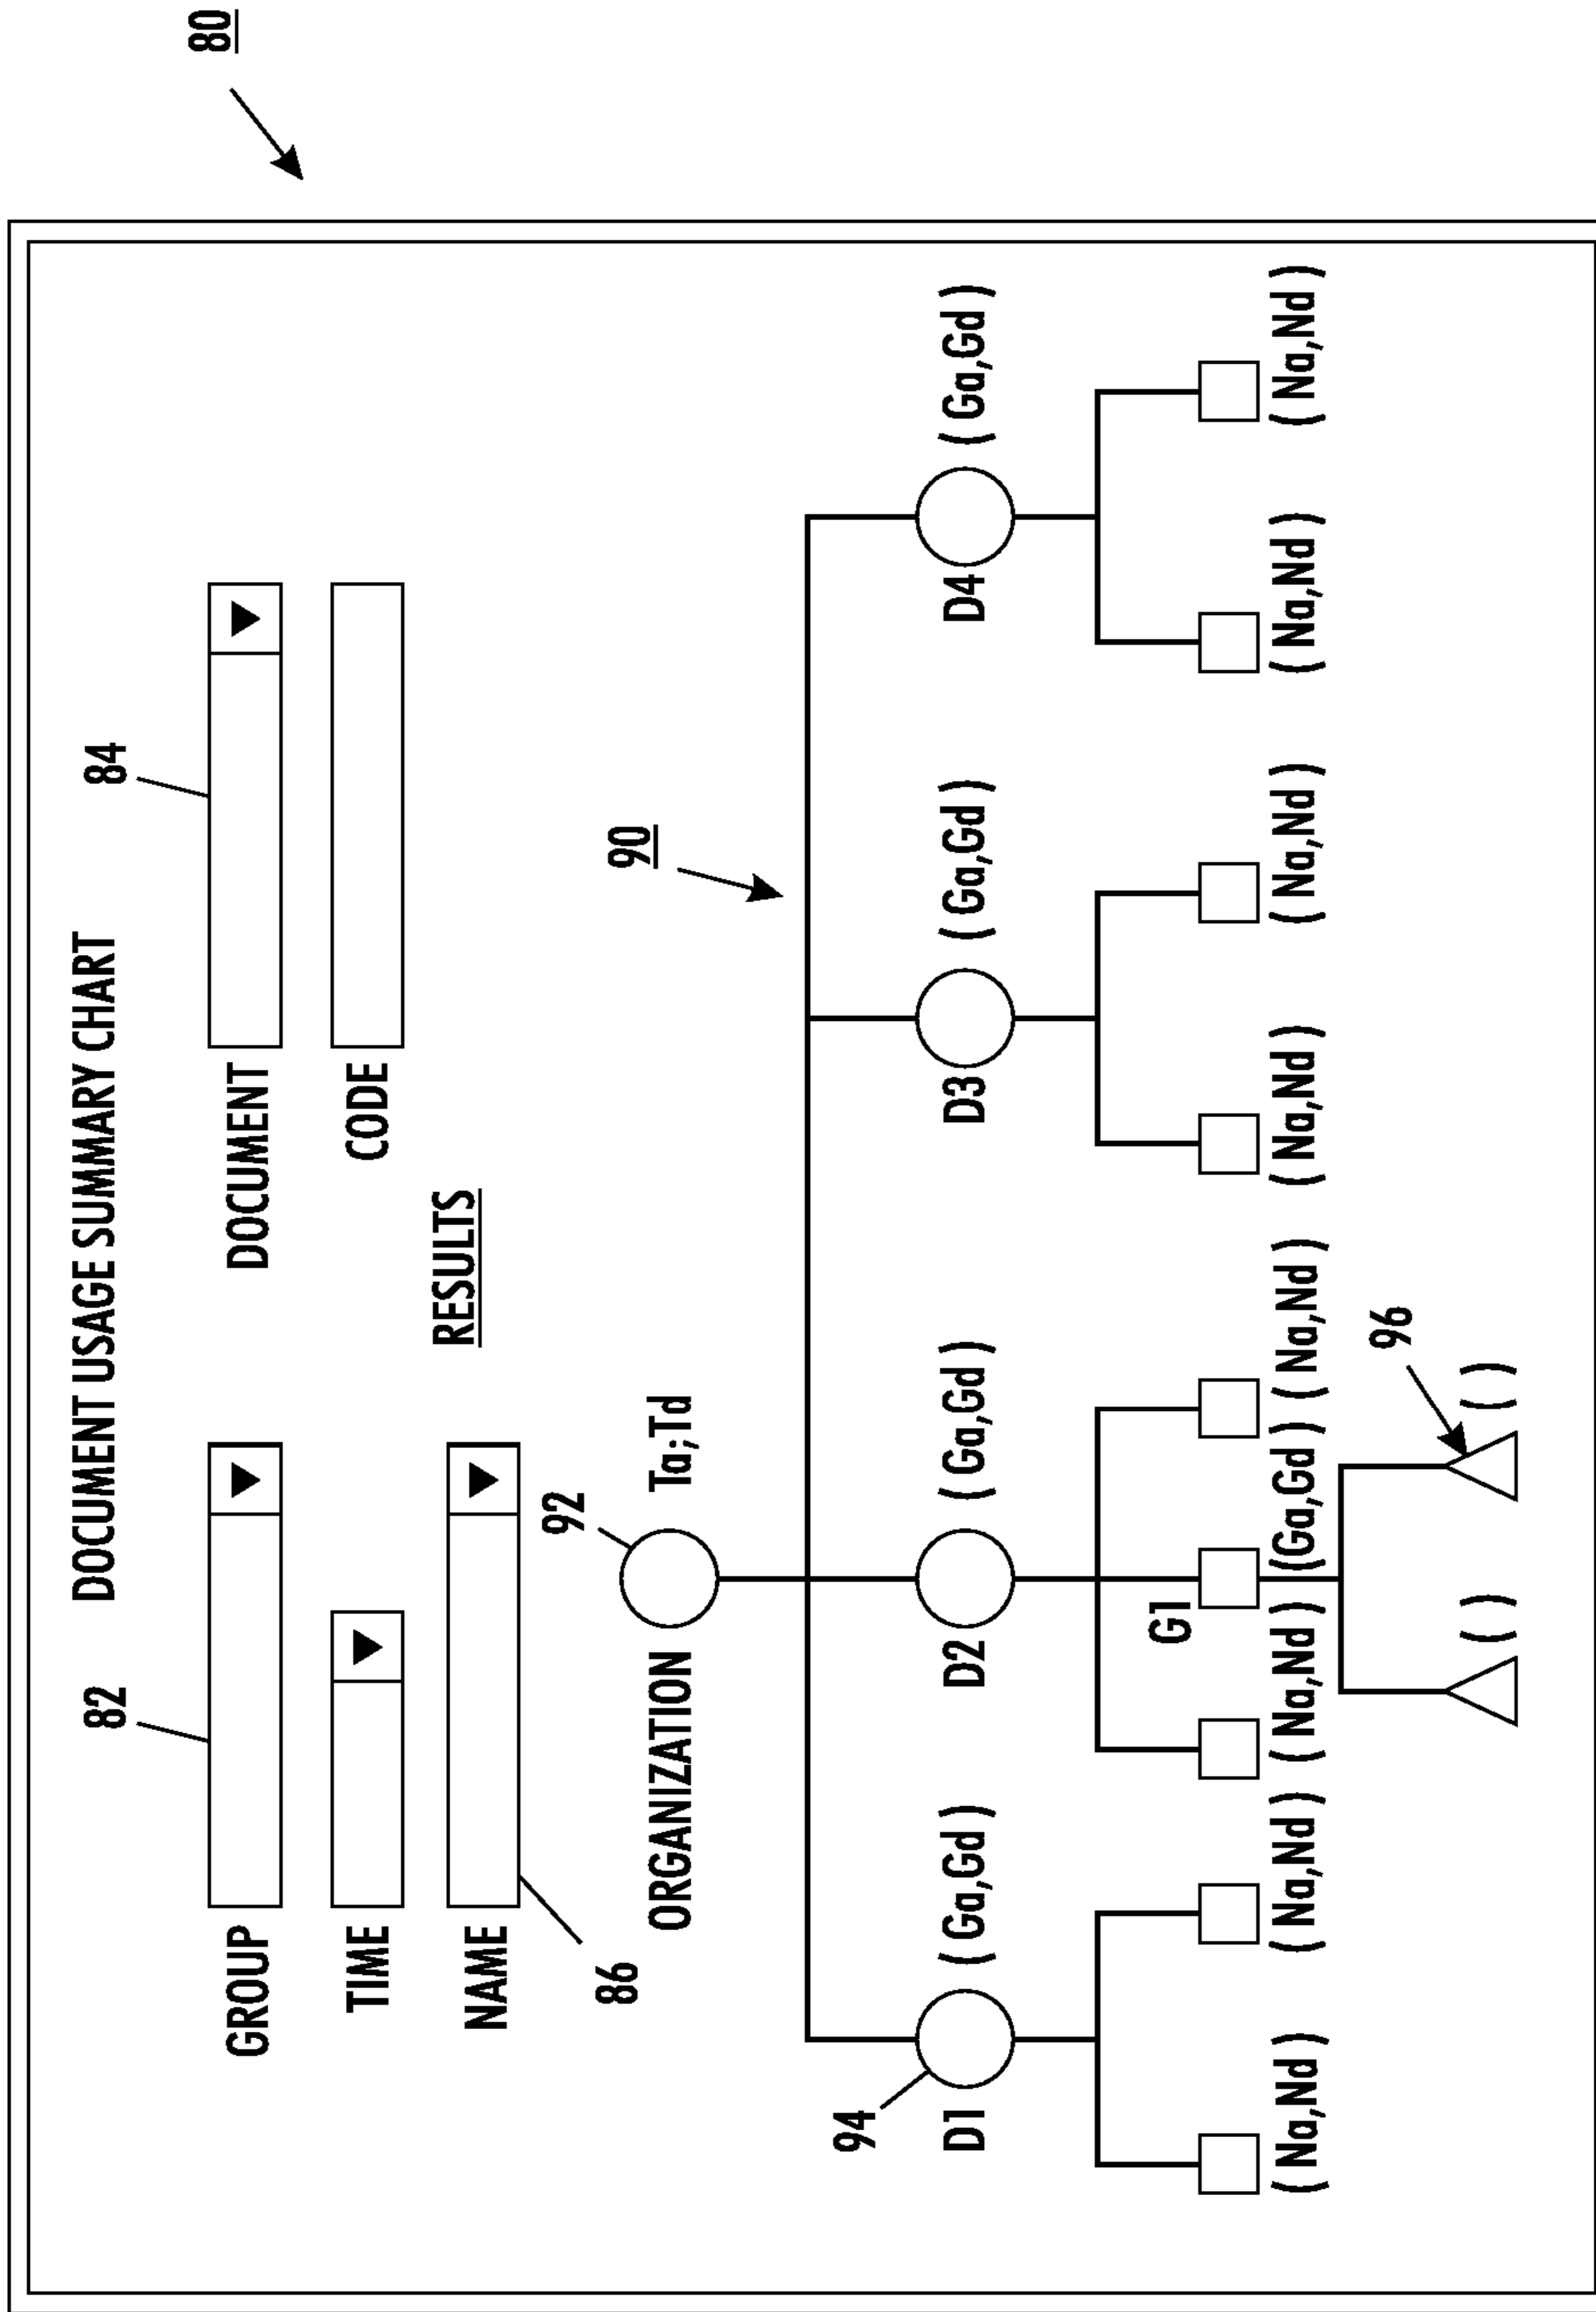 80
DOCUMENT USAGE SUMMARY CHART
82
84
GROUP
DOCUMENT
TIME
CODE
NAME
86
RESULTS
92
ORGANIZATION
Ta;Td
90
94
D1
( Ga,Gd )
D2
( Ga,Gd )
D3
( Ga,Gd )
D4
( Ga,Gd )
G1
( Na,Nd )
( Na,Nd )
( Na,Nd )
(Ga,Gd )
( Na,Nd )
( Na,Nd )
( Na,Nd )
( Na,Nd )
( Na,Nd )
96
( )
( )